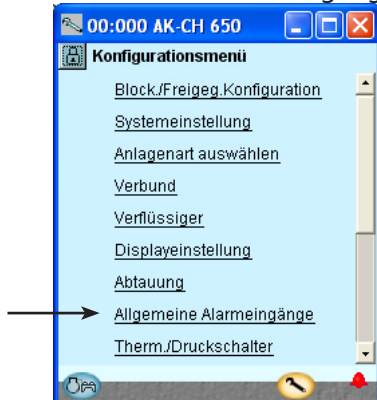 00:000 AK-CH 650
Konfigurationsmenü
Block./Freigeg.Konfiguration
Systemeinstellung
Anlagenart auswählen
Verbund
Verflüssiger
Displayeinstellung
Abtauung
Allgemeine Alarmeingänge
Therm./Druckschalter